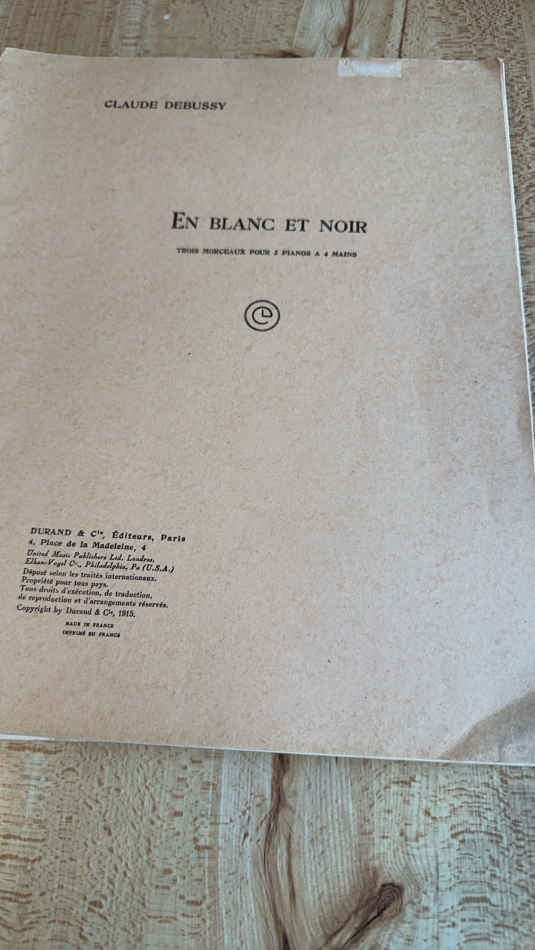 CLAUDE DEBUSSY
EN BLANC ET NOIR
TROIS MORCEAUX POUR 2 PIANOS A 4 MAINS
DURAND & Cie, Éditeurs, Paris
4, Place de la Madeleine, 4
United Music Publishers Ltd. Londres.
Elkan-Vogel Co., Philadelphia, Pa (U.S.A.)
Déposé selon les traités internationaux.
Propriété pour tous pays.
Tous droits d'exécution, de traduction,
de reproduction et d'arrangements réservés.
Copyright by Durand & Cie, 1915.
MADE IN FRANCE
IMPRIMÉ EN FRANCE